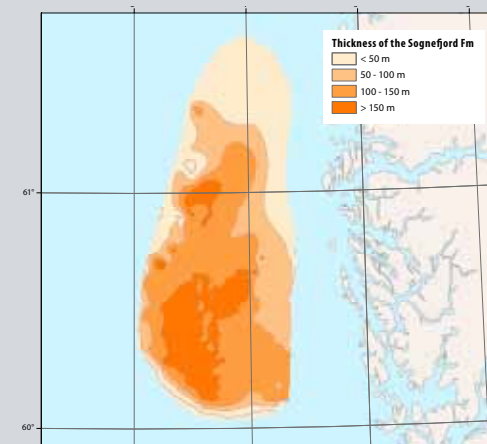 Thickness of the Sognefjord Fm
< 50 m
50 - 100 m
100 - 150 m
> 150 m
61°
60°